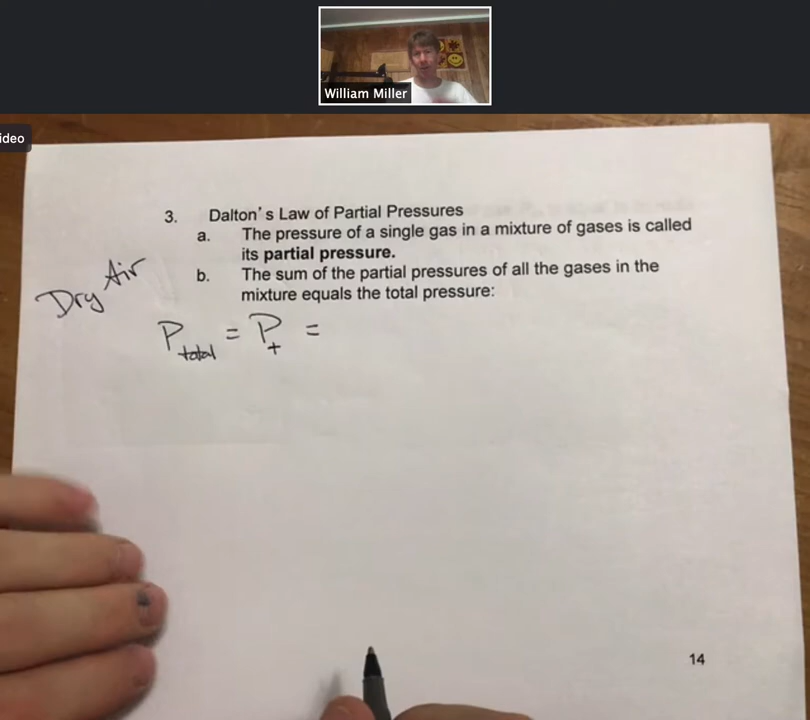 William Miller
ideo
3. Dalton's Law of Partial Pressures
a. The pressure of a single gas in a mixture of gases is called
its partial pressure.
b. The sum of the partial pressures of all the gases in the
mixture equals the total pressure:
Dry Air
P total = P t =
14